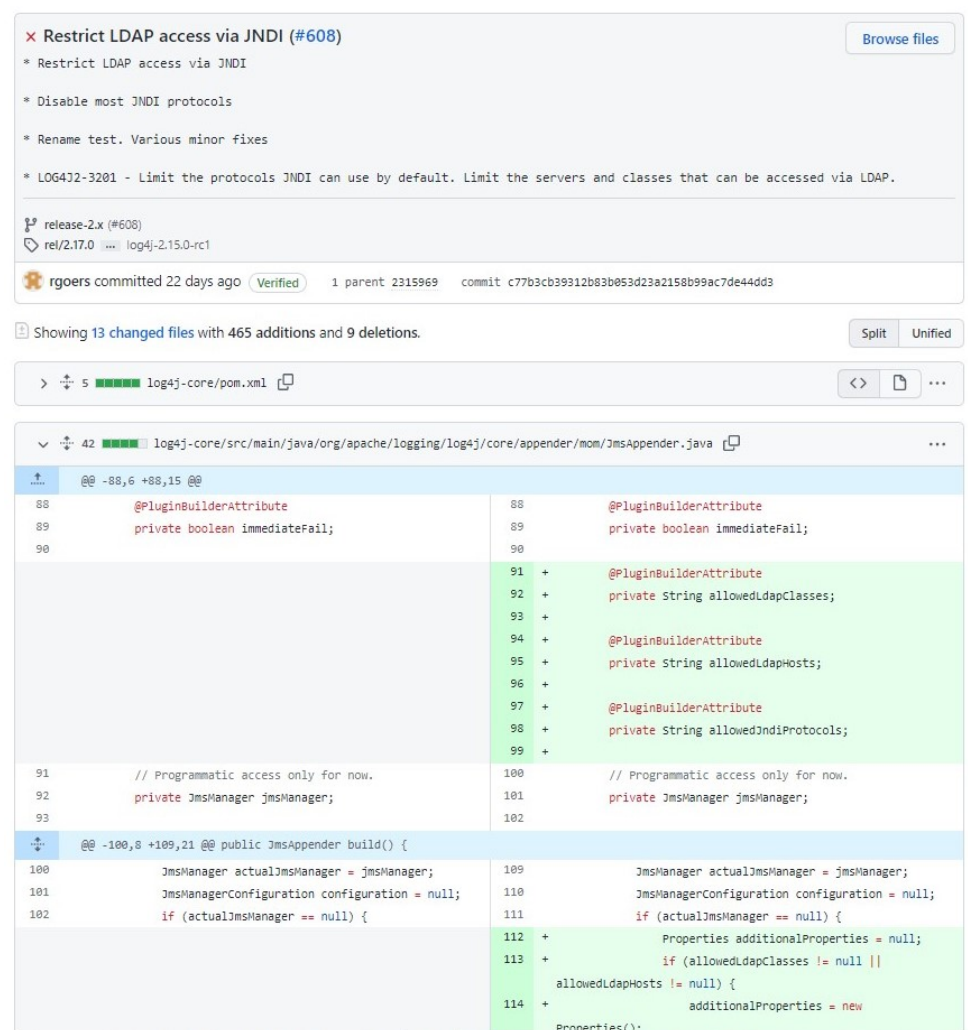 × Restrict LDAP access via JNDI (#608)
Browse files
* Restrict LDAP access via JNDI
* Disable most JNDI protocols
* Rename test. Various minor fixes
* LOG4J2-3201 - Limit the protocols JNDI can use by default. Limit the servers and classes that can be accessed via LDAP.
release-2.x (#608)
rel/2.17.0 ... log4j-2.15.0-rc1
rgoers committed 22 days ago Verified 1 parent 2315969 commit c77b3cb39312b83b053d23a2158b99ac7de44dd3
Showing 13 changed files with 465 additions and 9 deletions.
Split Unified
5 log4j-core/pom.xml
42 log4j-core/src/main/java/org/apache/logging/log4j/core/appender/mom/JmsAppender.java
@@ -88,6 +88,15 @@
88 @PluginBuilderAttribute 88 @PluginBuilderAttribute
89 private boolean immediateFail; 89 private boolean immediateFail;
90 90
91 + @PluginBuilderAttribute
92 + private String allowedLdapClasses;
93 +
94 + @PluginBuilderAttribute
95 + private String allowedLdapHosts;
96 +
97 + @PluginBuilderAttribute
98 + private String allowedJndiProtocols;
99 +
91 // Programmatic access only for now. 100 // Programmatic access only for now.
92 private JmsManager jmsManager; 101 private JmsManager jmsManager;
93 102
@@ -100,8 +109,21 @@ public JmsAppender build() {
100 JmsManager actualJmsManager = jmsManager; 109 JmsManager actualJmsManager = jmsManager;
101 JmsManagerConfiguration configuration = null; 110 JmsManagerConfiguration configuration = null;
102 if (actualJmsManager == null) { 111 if (actualJmsManager == null) {
112 + Properties additionalProperties = null;
113 + if (allowedLdapClasses != null ||
allowedLdapHosts != null) {
114 + additionalProperties = new
Properties();